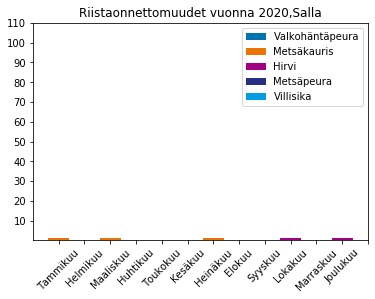 Riistaonnettomuudet vuonna 2020,Salla
110
100
90
80
70
60
50
40
30
20
10
Valkohäntäpeura
Metsäkauris
Hirvi
Metsäpeura
Villisika
Tammikuu
Helmikuu
Maaliskuu
Huhtikuu
Toukokuu
Kesäkuu
Heinäkuu
Elokuu
Syyskuu
Lokakuu
Marraskuu
Joulukuu